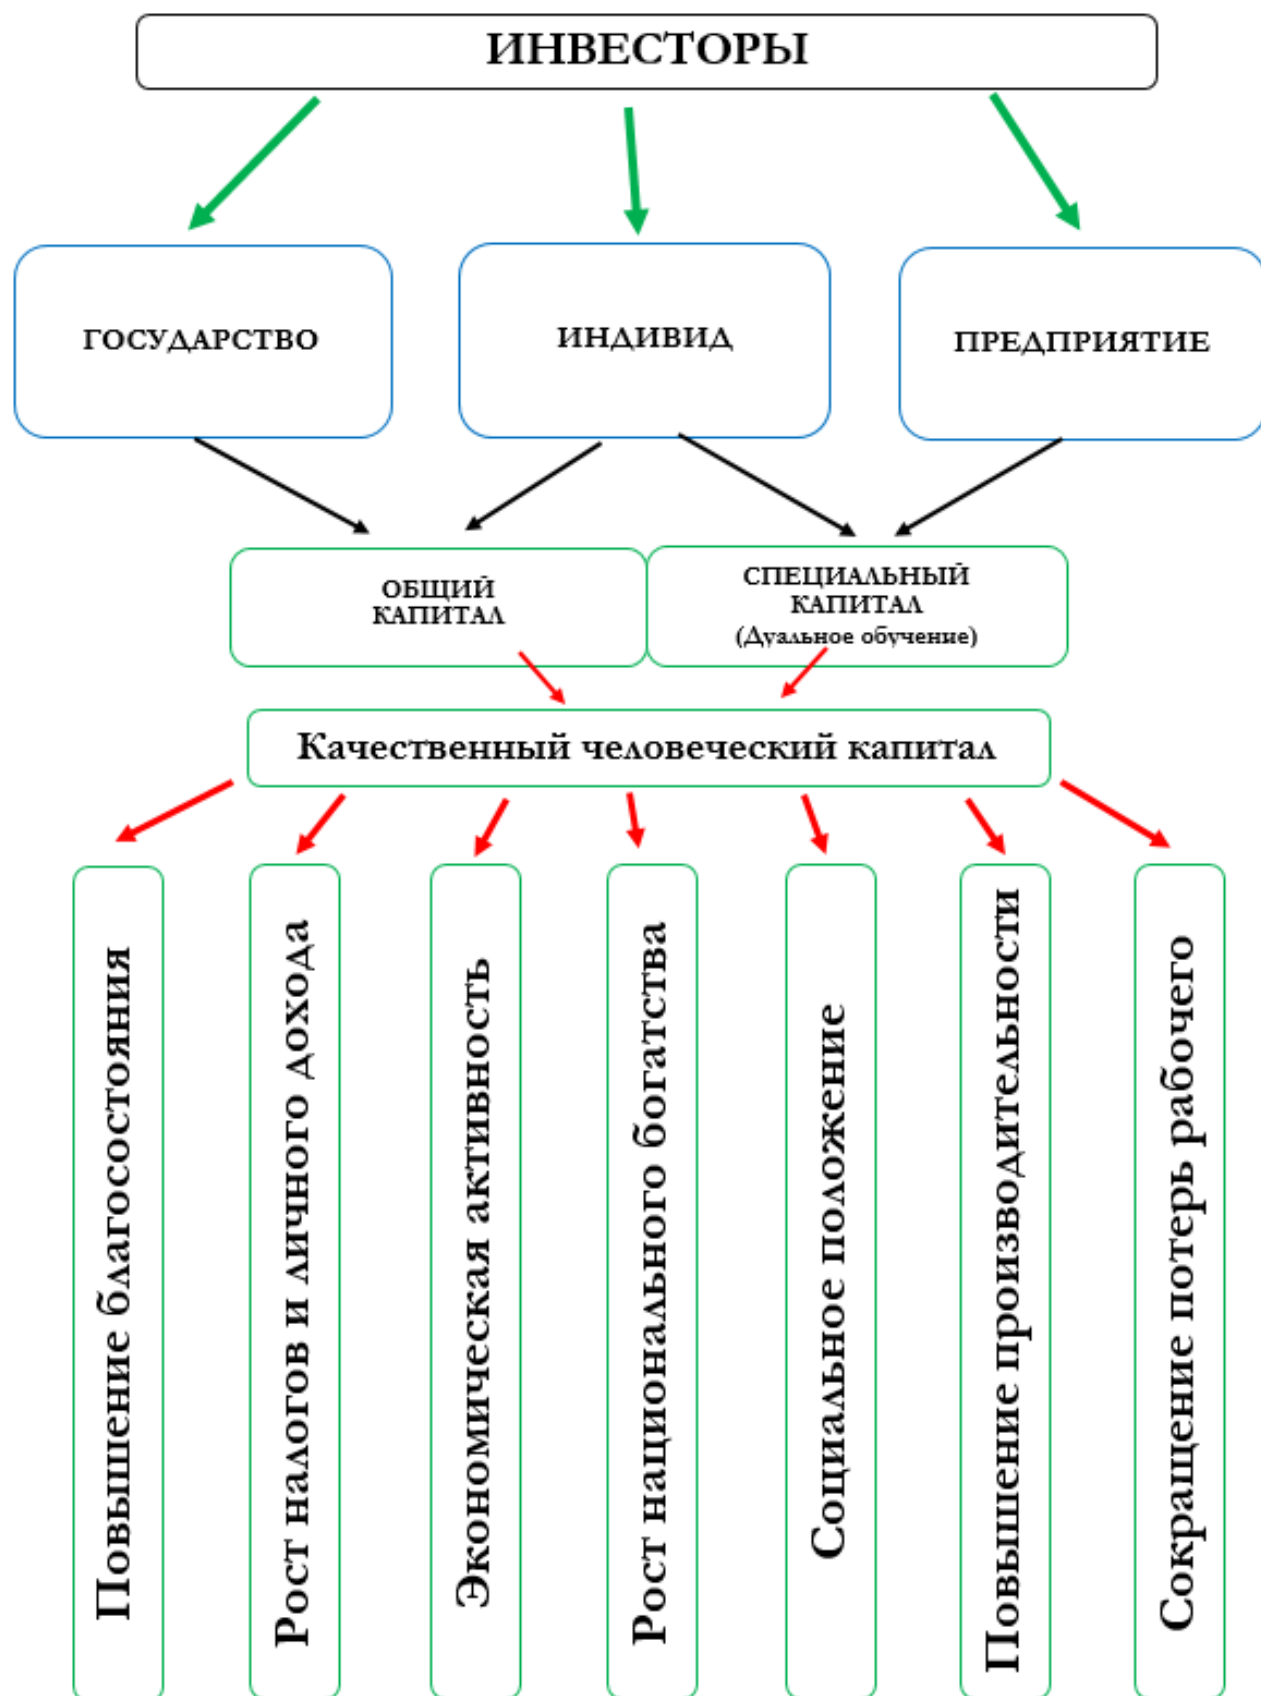 ИНВЕСТОРЫ
ГОСУДАРСТВО
ИНДИВИД
ПРЕДПРИЯТИЕ
ОБЩИЙ
КАПИТАЛ
СПЕЦИАЛЬНЫЙ
КАПИТАЛ
(Дуальное обучение)
Качественный человеческий капитал
Повышение благосостояния
Рост налогов и личного дохода
Экономическая активность
Рост национального богатства
Социальное положение
Повышение производительности
Сокращение потерь рабочего